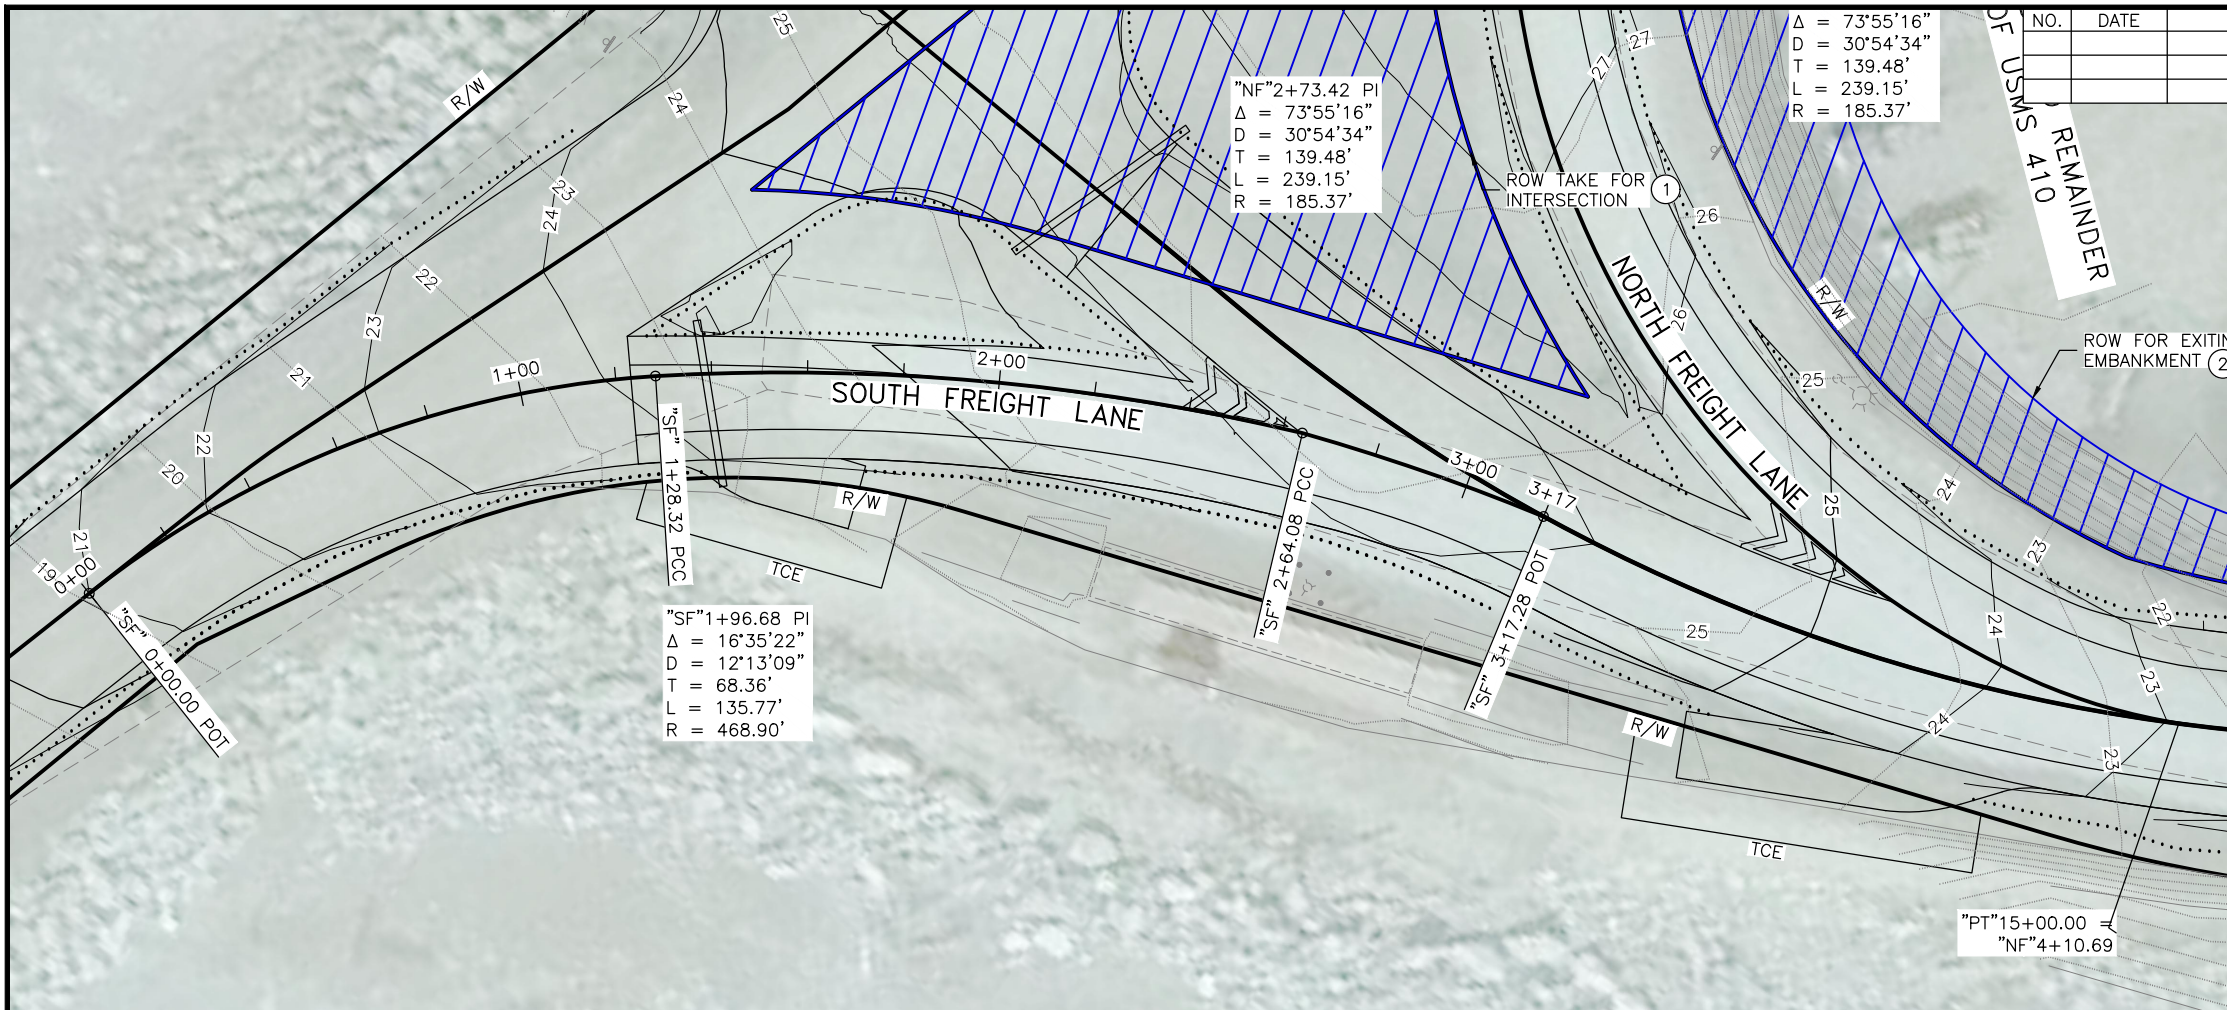 Δ = 73°55'16"
D = 30°54'34"
T = 139.48'
L = 239.15'
R = 185.37'
NO. DATE
REMAINDER
OF USMS 410
"NF"2+73.42 PI
Δ = 73°55'16"
D = 30°54'34"
T = 139.48'
L = 239.15'
R = 185.37'
ROW TAKE FOR
INTERSECTION 1
R/W
25
24
23
24
22
23
21
22
20
21
19
27
27
26
26
25
25
24
23
22
24
23
25
24
23
R/W
ROW FOR EXITIN
EMBANKMENT 2
NORTH FREIGHT LANE
SOUTH FREIGHT LANE
0+00
1+00
2+00
3+00
3+17
"SF" 0+00.00 POT
"SF" 1+28.32 PCC
"SF" 2+64.08 PCC
"SF" 3+17.28 POT
R/W
TCE
R/W
TCE
"SF"1+96.68 PI
Δ = 16°35'22"
D = 12°13'09"
T = 68.36'
L = 135.77'
R = 468.90'
"PT"15+00.00 =
"NF"4+10.69